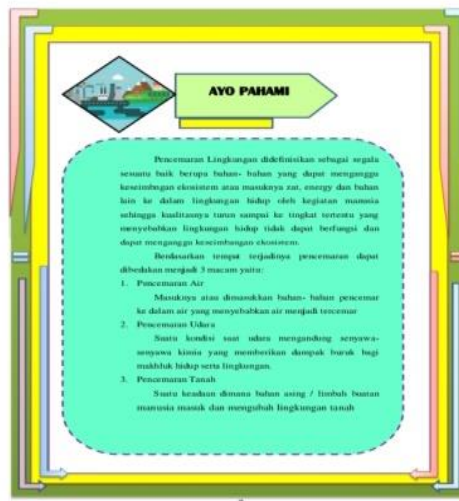 AYO PAHAMI
Pencemaran Lingkungan didefinisikan sebagai segala
sesuatu baik berupa bahan- bahan yang dapat menganggu
keseimbngan ekosistem atau masuknya zat, energy dan bahan
lain ke dalam lingkungan hidup oleh kegiatan manusia
sehingga kualitasnya turun sampai ke tingkat tertentu yang
menyebabkan lingkungan hidup tidak dapat berfungsi dan
dapat menganggu keseimbangan ekosistem.
Berdasarkan tempat terjadinya pencemaran dapat
dibedakan menjadi 3 macam yaitu:
1. Pencemaran Air
Masuknya atau dimasukkan bahan- bahan pencemar
ke dalam air yang menyebabkan air menjadi tercemar
2. Pencemaran Udara
Suatu kondisi saat udara mengandung senyawa-
senyawa kimia yang memberikan dampak buruk bagi
makhluk hidup serta lingkungan.
3. Pencemaran Tanah
Suatu keadaan dimana bahan asing / limbah buatan
manusia masuk dan mengubah lingkungan tanah